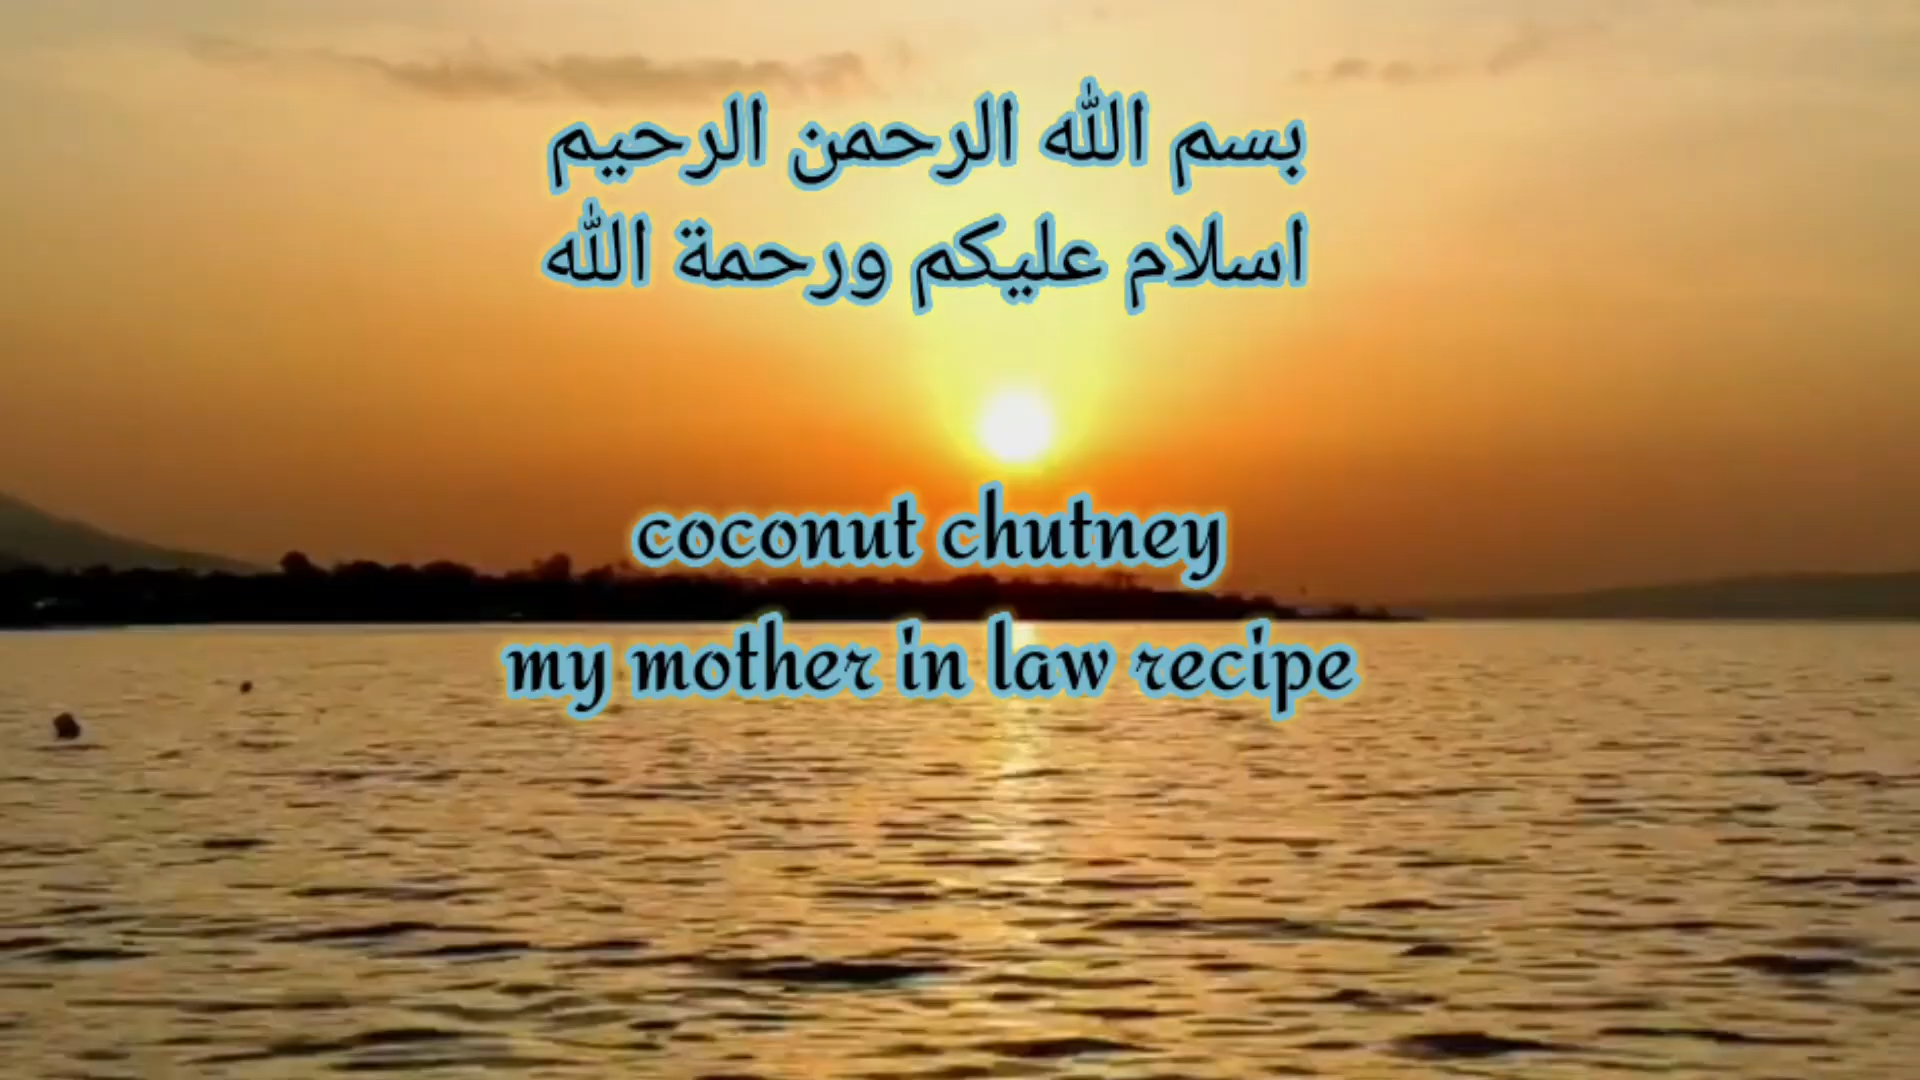 بسم الله الرحمن الرحيم
اسلام عليكم ورحمة الله
coconut chutney
my mother in law recipe